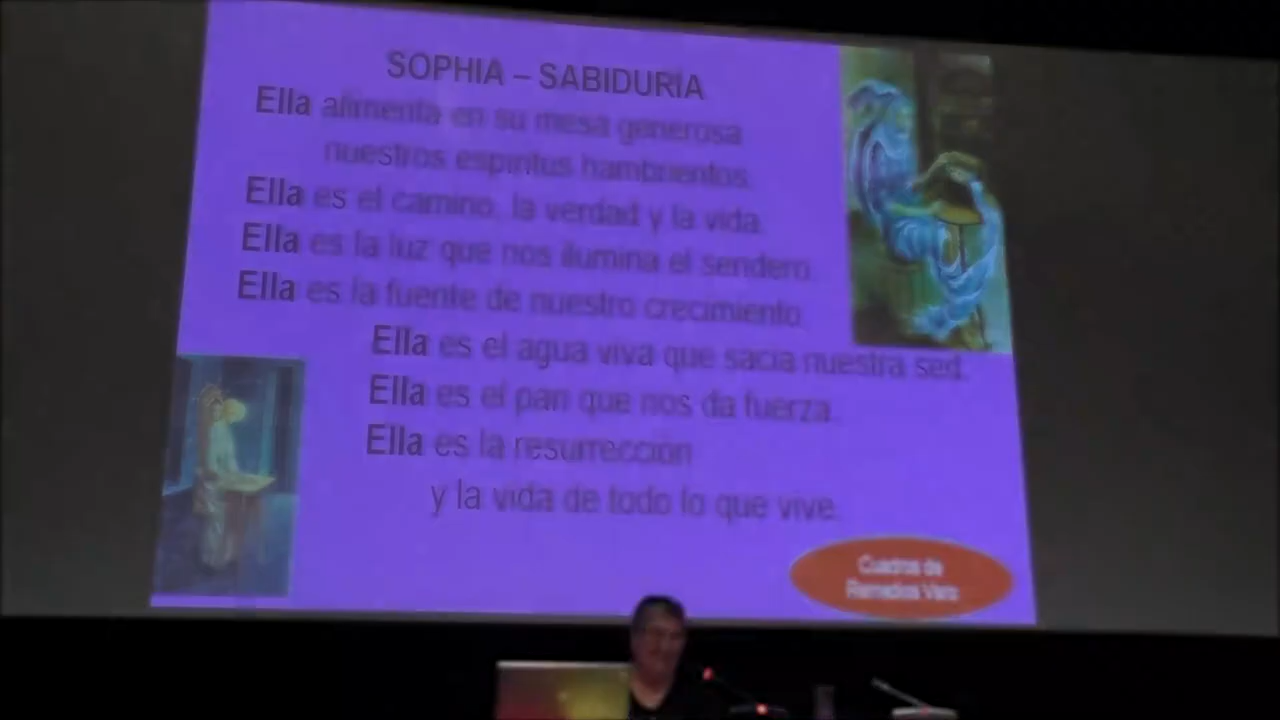 SOPHIA – SABIDURÍA
Ella alimenta en su mesa generosa
nuestros espíritus hambrientos.
Ella es el camino, la verdad y la vida.
Ella es la luz que nos ilumina el sendero.
Ella es la fuente de nuestro crecimiento.
Ella es el agua viva que sacia nuestra sed.
Ella es el pan que nos da fuerza.
Ella es la resurrección
y la vida de todo lo que vive.
Cuadros de
Remedios Varo